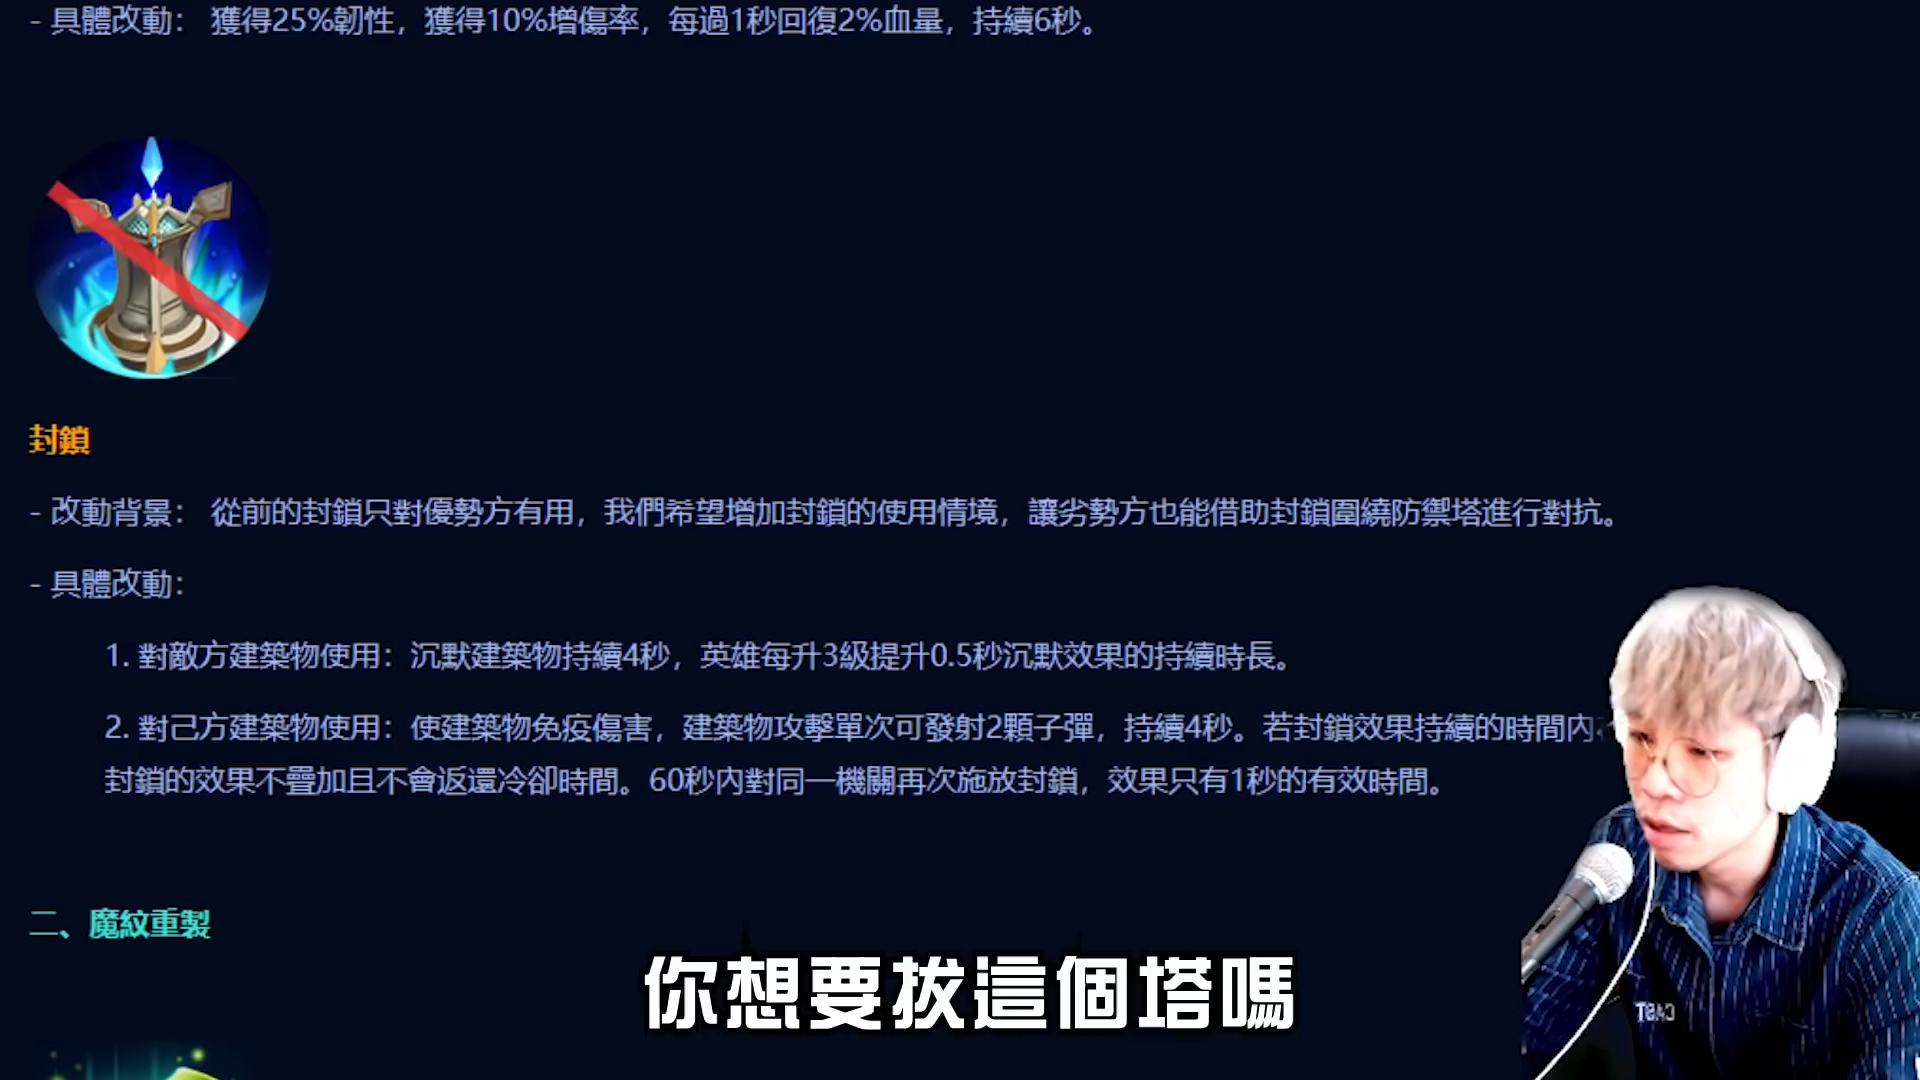 - 具體改動： 獲得25%韌性，獲得10%增傷率，每過1秒回復2%血量，持續6秒。
封鎖
- 改動背景： 從前的封鎖只對優勢方有用，我們希望增加封鎖的使用情境，讓劣勢方也能借助封鎖圍繞防禦塔進行對抗。
- 具體改動：
1. 對敵方建築物使用：沉默建築物持續4秒，英雄每升3級提升0.5秒沉默效果的持續時長。
2. 對己方建築物使用：使建築物免疫傷害，建築物攻擊單次可發射2顆子彈，持續4秒。若封鎖效果持續的時間內
封鎖的效果不疊加且不會返還冷卻時間。60秒內對同一機關再次施放封鎖，效果只有1秒的有效時間。
二、魔紋重製
你想要拔這個塔嗎